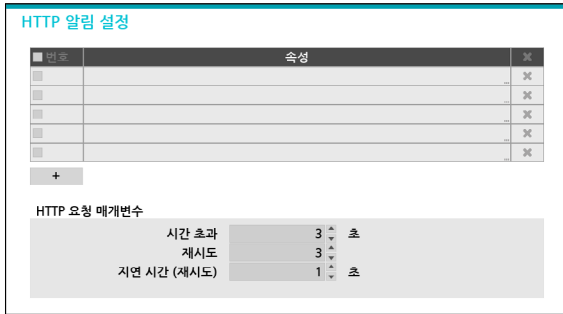 HTTP 알림 설정
번호 속성
...
...
...
...
...
+
HTTP 요청 매개변수
시간 초과 3 초
재시도 3
지연 시간 (재시도) 1 초